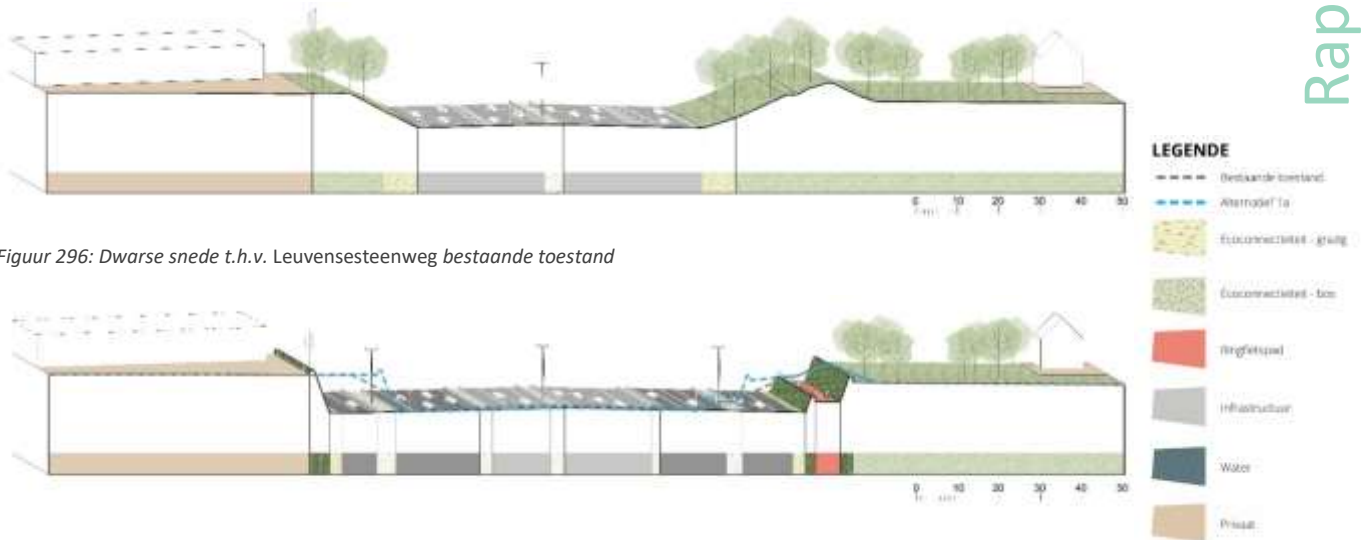 Rap
0 10 20 30 40 50
Figuur 296: Dwarse snede t.h.v. Leuvensesteenweg bestaande toestand
0 10 20 30 40 50
LEGENDE
Bestaande toestand
Alternatief 1a
Ecoconnectiviteit - grazig
Ecoconnectiviteit - bos
Ringfietspad
Infrastructuur
Water
Privaat